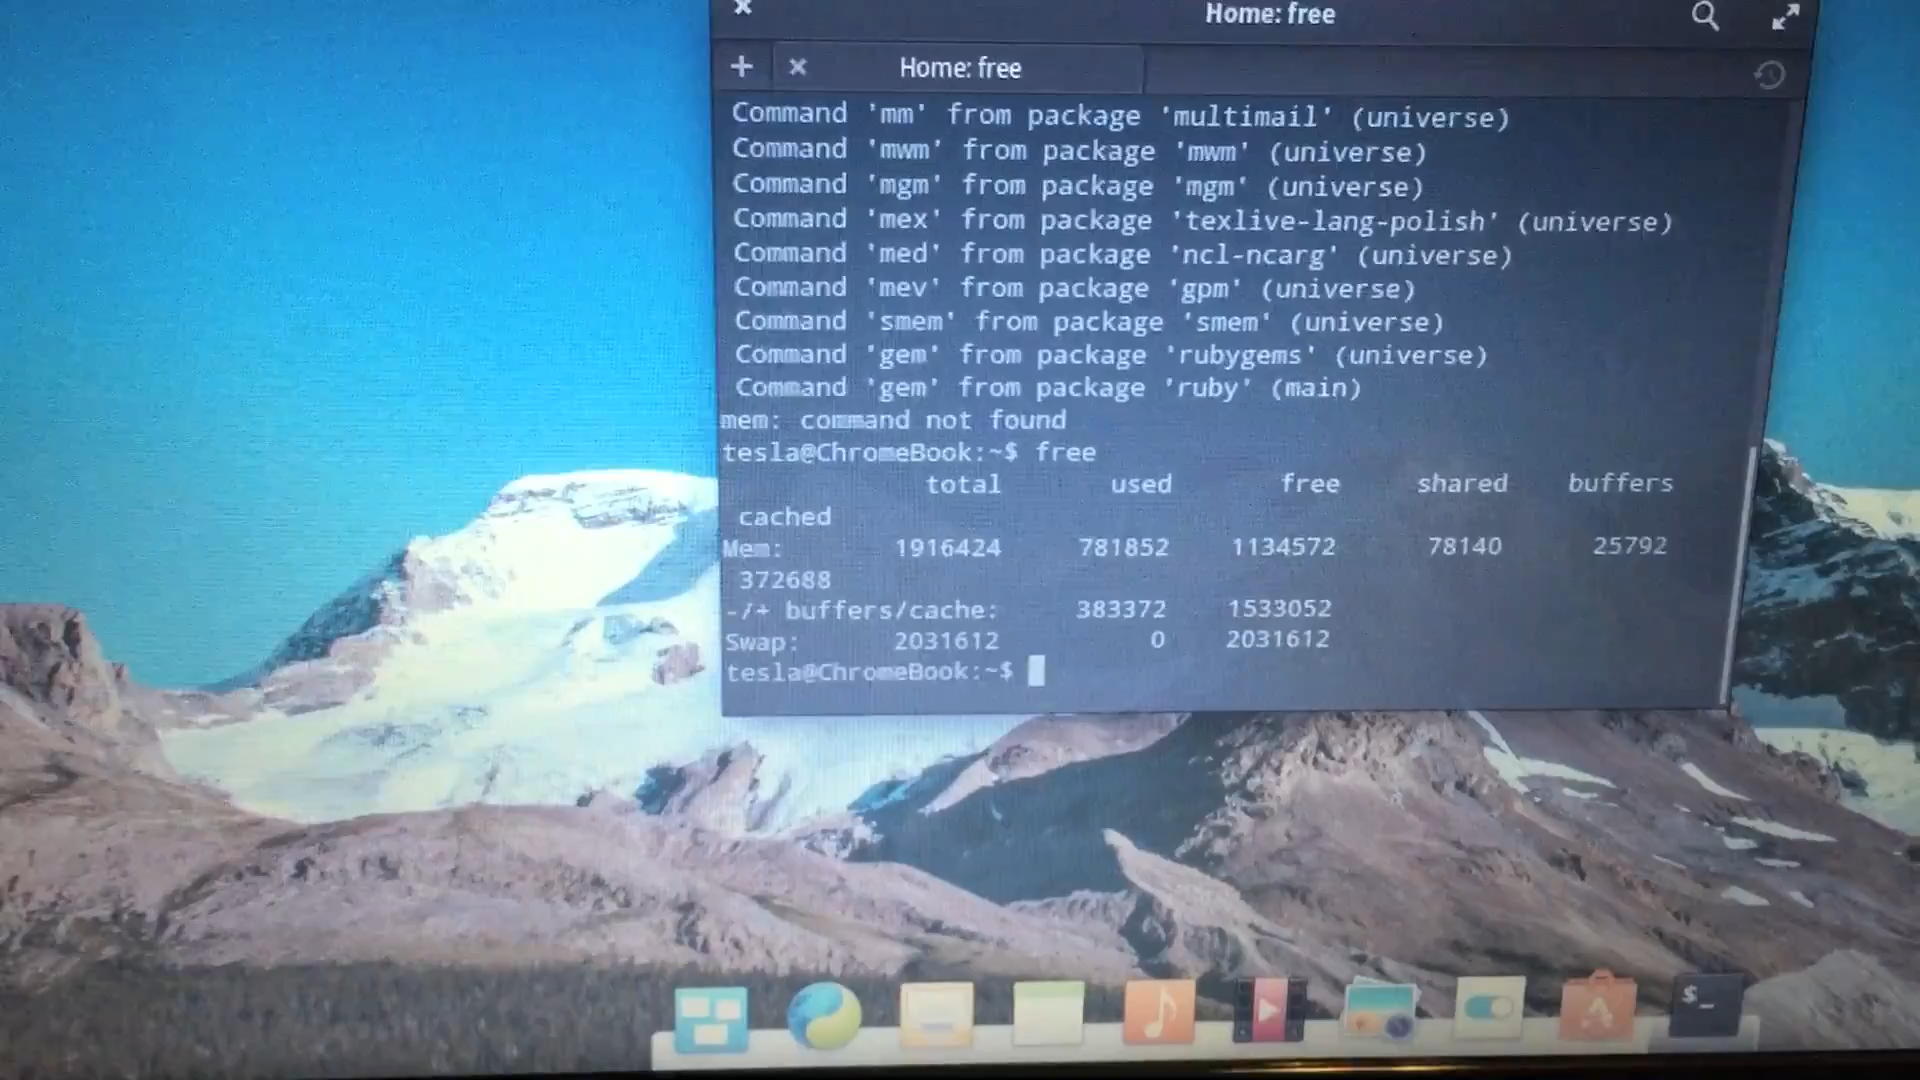 Home: free
Home: free
Command 'mm' from package 'multimail' (universe)
Command 'mwm' from package 'mwm' (universe)
Command 'mgm' from package 'mgm' (universe)
Command 'mex' from package 'texlive-lang-polish' (universe)
Command 'med' from package 'ncl-ncarg' (universe)
Command 'mev' from package 'gpm' (universe)
Command 'smem' from package 'smem' (universe)
Command 'gem' from package 'rubygems' (universe)
Command 'gem' from package 'ruby' (main)
mem: command not found
tesla@ChromeBook:~$ free
total used free shared buffers
cached
Mem: 1916424 781852 1134572 78140 25792
372688
-/+ buffers/cache: 383372 1533052
Swap: 2031612 0 2031612
tesla@ChromeBook:~$
$_